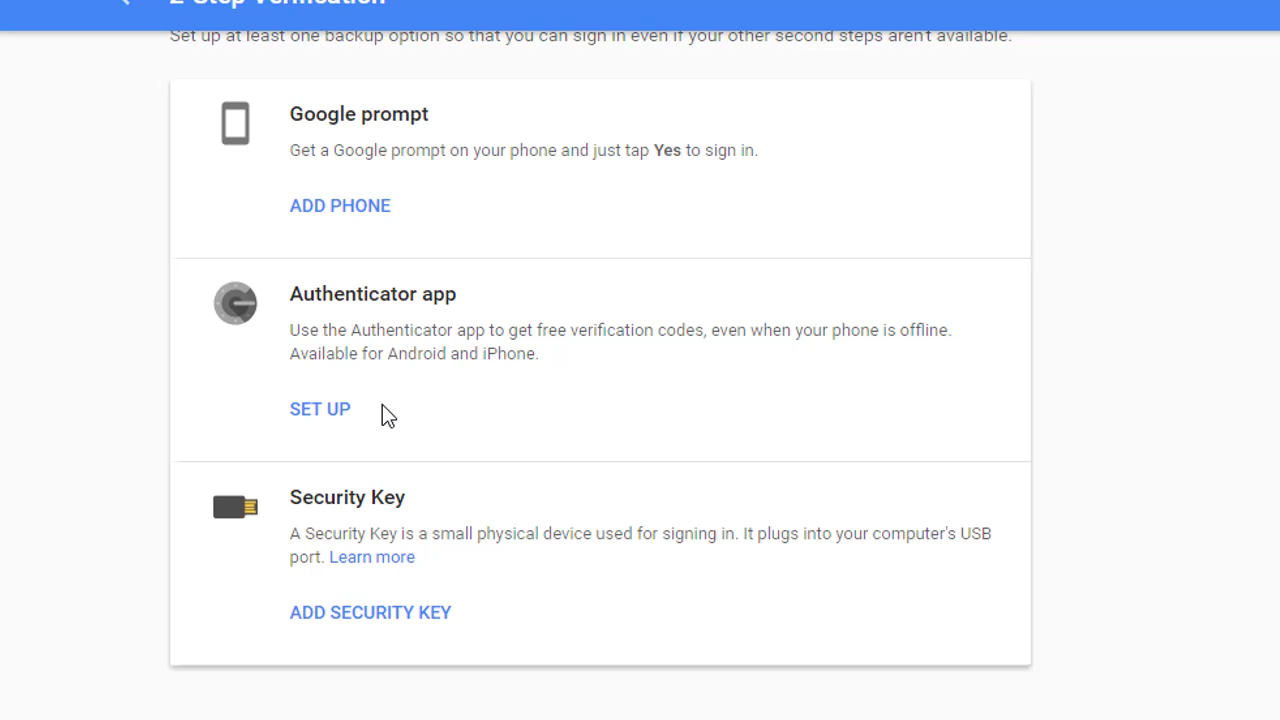 2-Step Verification
Set up at least one backup option so that you can sign in even if your other second steps aren't available.
Google prompt
Get a Google prompt on your phone and just tap Yes to sign in.
ADD PHONE
Authenticator app
Use the Authenticator app to get free verification codes, even when your phone is offline.
Available for Android and iPhone.
SET UP
Security Key
A Security Key is a small physical device used for signing in. It plugs into your computer's USB
port. Learn more
ADD SECURITY KEY